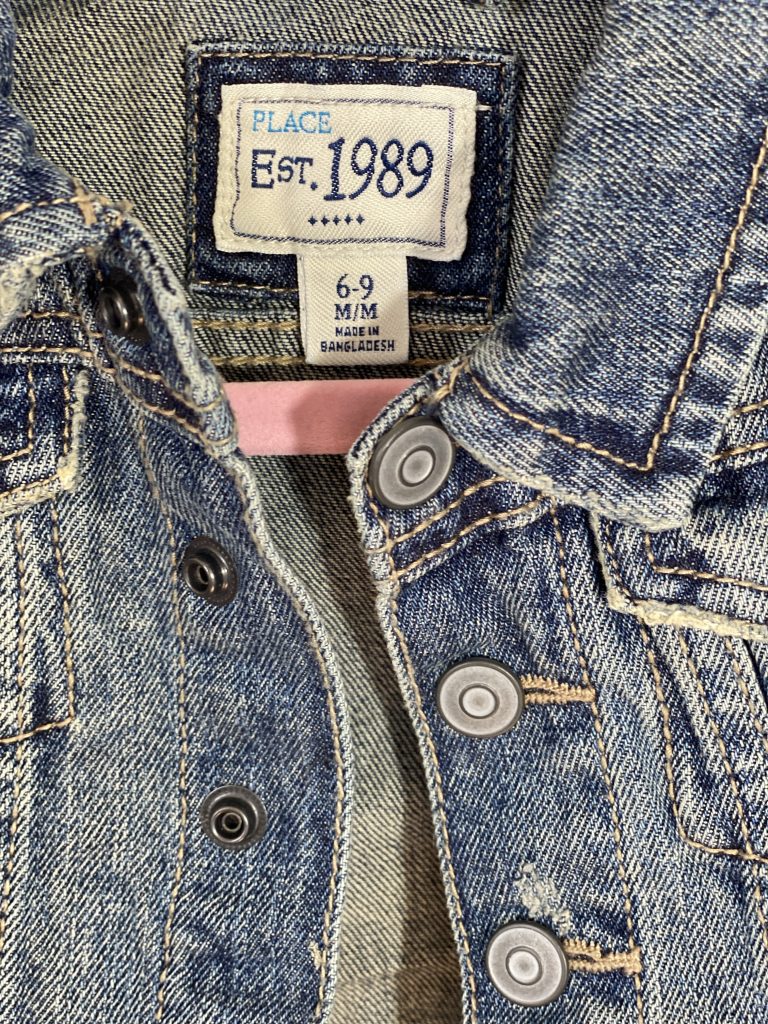 PLACE
EST. 1989
6-9
M/M
MADE IN
BANGLADESH